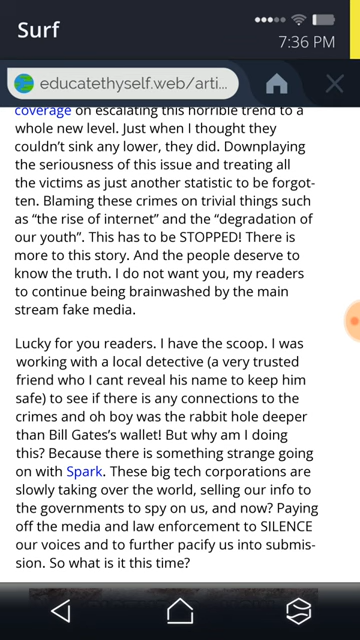 Surf
7:36 PM
educatethyself.web/arti...
coverage on escalating this horrible trend to a
whole new level. Just when I thought they
couldn't sink any lower, they did. Downplaying
the seriousness of this issue and treating all
the victims as just another statistic to be forgot-
ten. Blaming these crimes on trivial things such
as “the rise of internet” and the “degradation of
our youth”. This has to be STOPPED! There is
more to this story. And the people deserve to
know the truth. I do not want you, my readers
to continue being brainwashed by the main
stream fake media.
Lucky for you readers. I have the scoop. I was
working with a local detective (a very trusted
friend who I cant reveal his name to keep him
safe) to see if there is any connections to the
crimes and oh boy was the rabbit hole deeper
than Bill Gates's wallet! But why am I doing
this? Because there is something strange going
on with Spark. These big tech corporations are
slowly taking over the world, selling our info to
the governments to spy on us, and now? Paying
off the media and law enforcement to SILENCE
our voices and to further pacify us into submis-
sion. So what is it this time?